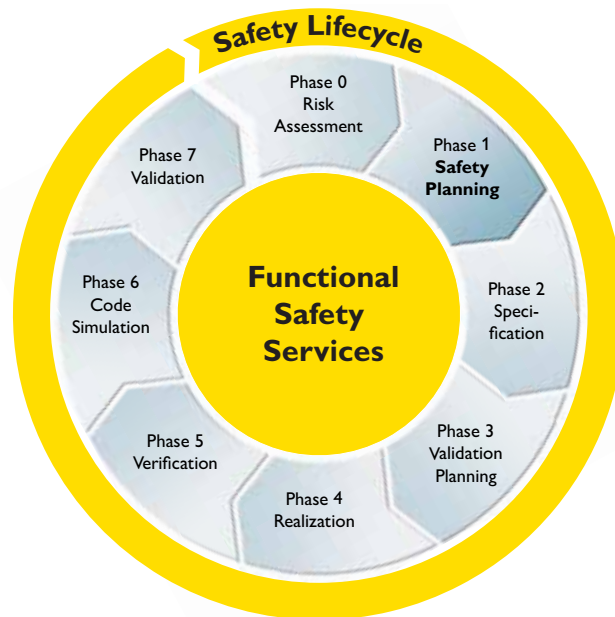 Safety Lifecycle
Phase 0
Risk
Assessment
Phase 1
Safety
Planning
Phase 2
Speci-
fication
Phase 3
Validation
Planning
Phase 4
Realization
Phase 5
Verification
Phase 6
Code
Simulation
Phase 7
Validation
Functional
Safety
Services